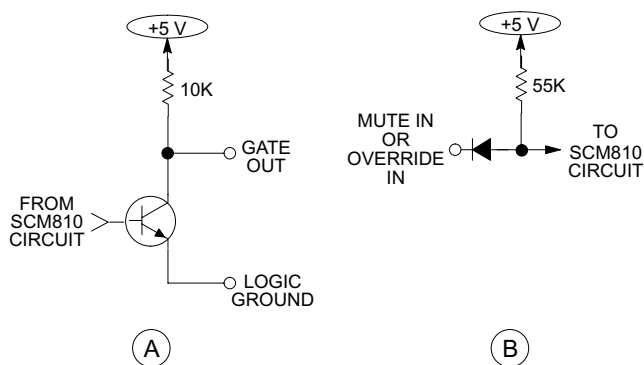 +5 V
10K
GATE
OUT
FROM
SCM810
CIRCUIT
LOGIC
GROUND
A
+5 V
55K
MUTE IN
OR
OVERRIDE
IN
TO
SCM810
CIRCUIT
B